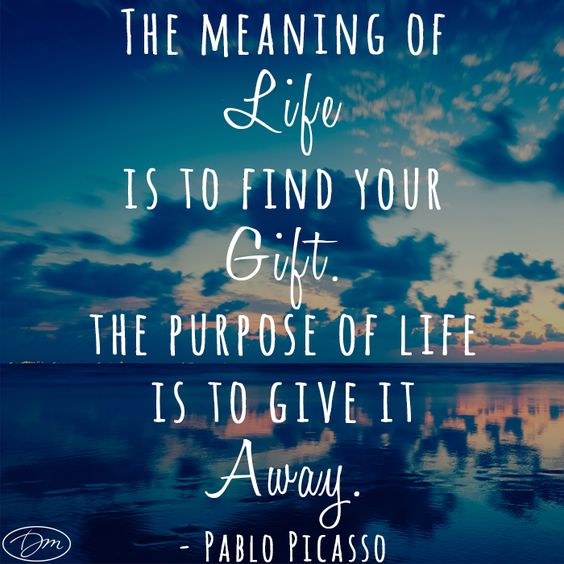 The meaning of
Life
is to find your
Gift.
The purpose of life
is to give it
Away.
- Pablo Picasso
Dm